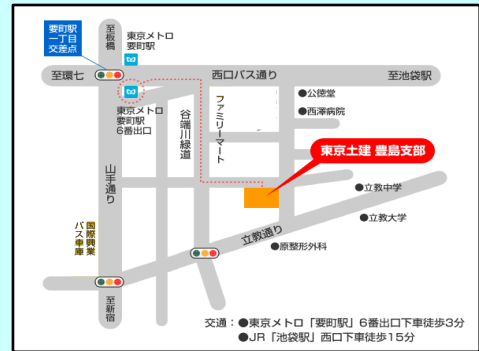 要町駅
一丁目
交差点
至板橋
東京メトロ
要町駅
至環七
西口バス通り
至池袋駅
東京メトロ
要町駅
6番出口
谷端川緑道
ファミリーマート
●公徳堂
●西澤病院
東京土建 豊島支部
山手通り
●立教中学
●立教大学
国際興業
バス車庫
立教通り
●原整形外科
至新宿
交通：●東京メトロ「要町駅」6番出口下車徒歩3分
●JR「池袋駅」西口下車徒歩15分